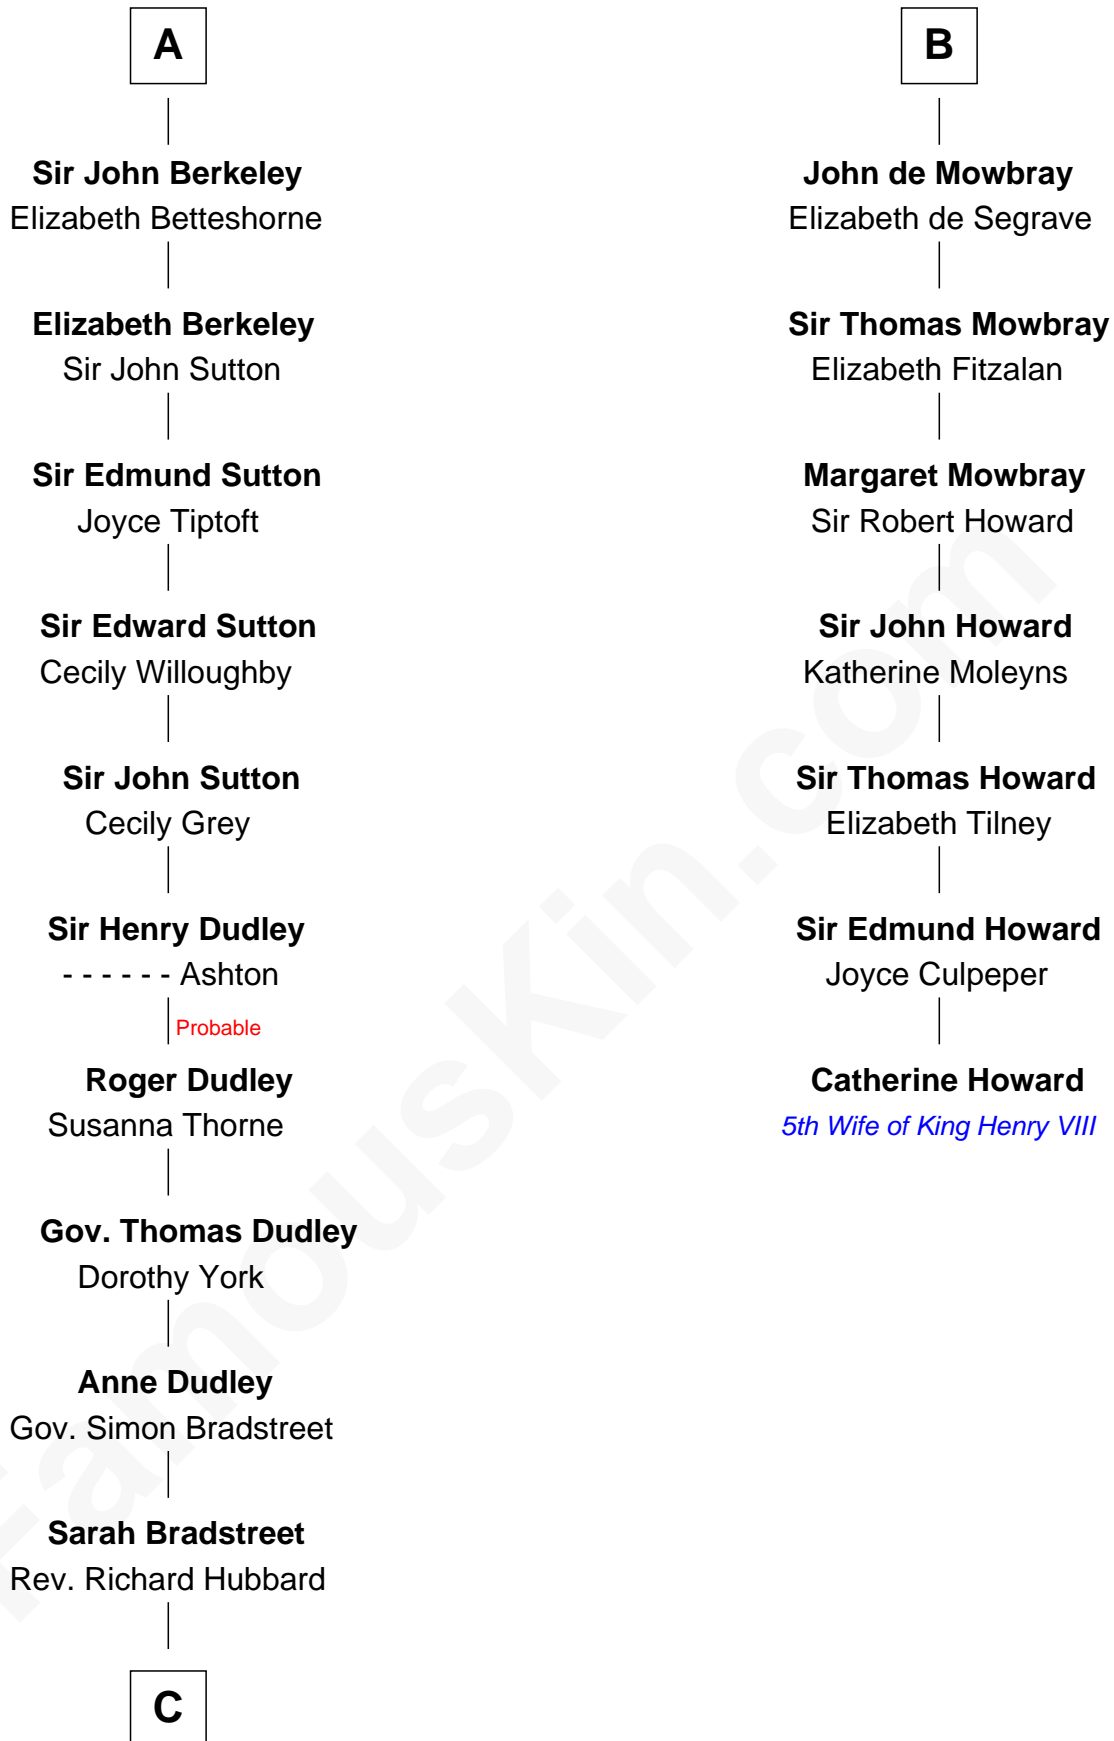 A
Sir John Berkeley
Elizabeth Betteshorne
Elizabeth Berkeley
Sir John Sutton
Sir Edmund Sutton
Joyce Tiptoft
Sir Edward Sutton
Cecily Willoughby
Sir John Sutton
Cecily Grey
Sir Henry Dudley
- - - - - - Ashton
Probable
Roger Dudley
Susanna Thorne
Gov. Thomas Dudley
Dorothy York
Anne Dudley
Gov. Simon Bradstreet
Sarah Bradstreet
Rev. Richard Hubbard
C
B
John de Mowbray
Elizabeth de Segrave
Sir Thomas Mowbray
Elizabeth Fitzalan
Margaret Mowbray
Sir Robert Howard
Sir John Howard
Katherine Moleyns
Sir Thomas Howard
Elizabeth Tilney
Sir Edmund Howard
Joyce Culpeper
Catherine Howard
5th Wife of King Henry VIII
FamousKin.com